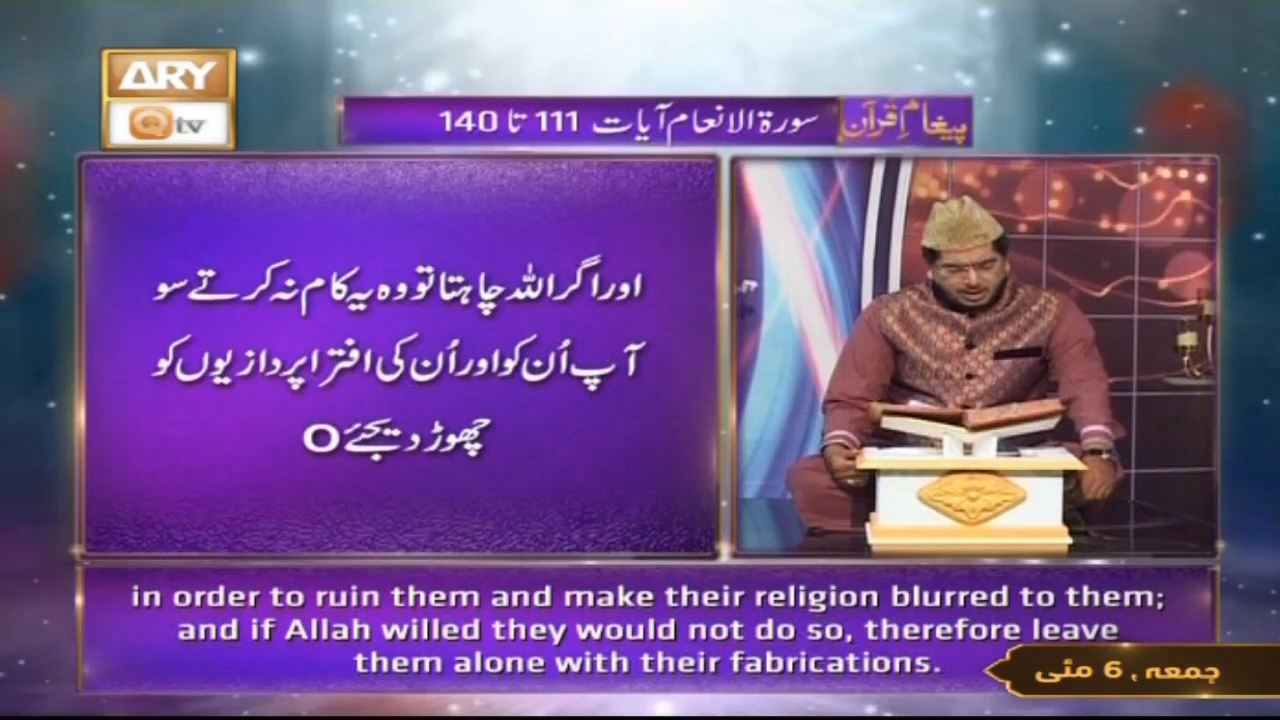 ARY
Qtv
پیغامِ قرآن
سورۃ الانعام آیات 111 تا 140
اور اگر اللہ چاہتا تو وہ یہ کام نہ کرتے سو
آپ اُن کو اور اُن کی افترا پردازیوں کو
چھوڑ دیجئے O
in order to ruin them and make their religion blurred to them;
and if Allah willed they would not do so, therefore leave
them alone with their fabrications.
جمعہ ، 6 مئی